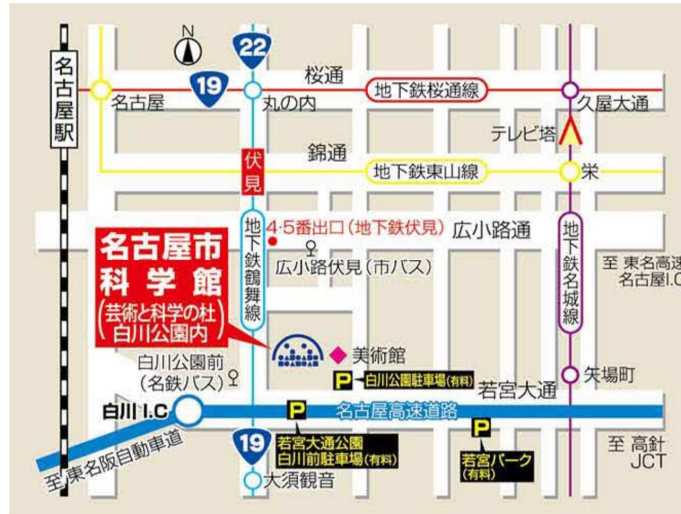 N
22
19
桜通
地下鉄桜通線
名古屋駅
名古屋
丸の内
久屋大通
テレビ塔
錦通
伏見
地下鉄東山線
栄
4・5番出口(地下鉄伏見)
広小路通
名古屋市
科学館
(芸術と科学の杜
白川公園内)
地下鉄鶴舞線
広小路伏見(市バス)
地下鉄名城線
至 東名高速
名古屋I.C
白川公園前
(名鉄バス)
美術館
P
白川公園駐車場(有料)
若宮大通
矢場町
白川I.C
P
名古屋高速道路
P
若宮大通公園
白川前駐車場(有料)
若宮パーク
(有料)
至 高針
JCT
至 東名阪自動車道
19
大須観音